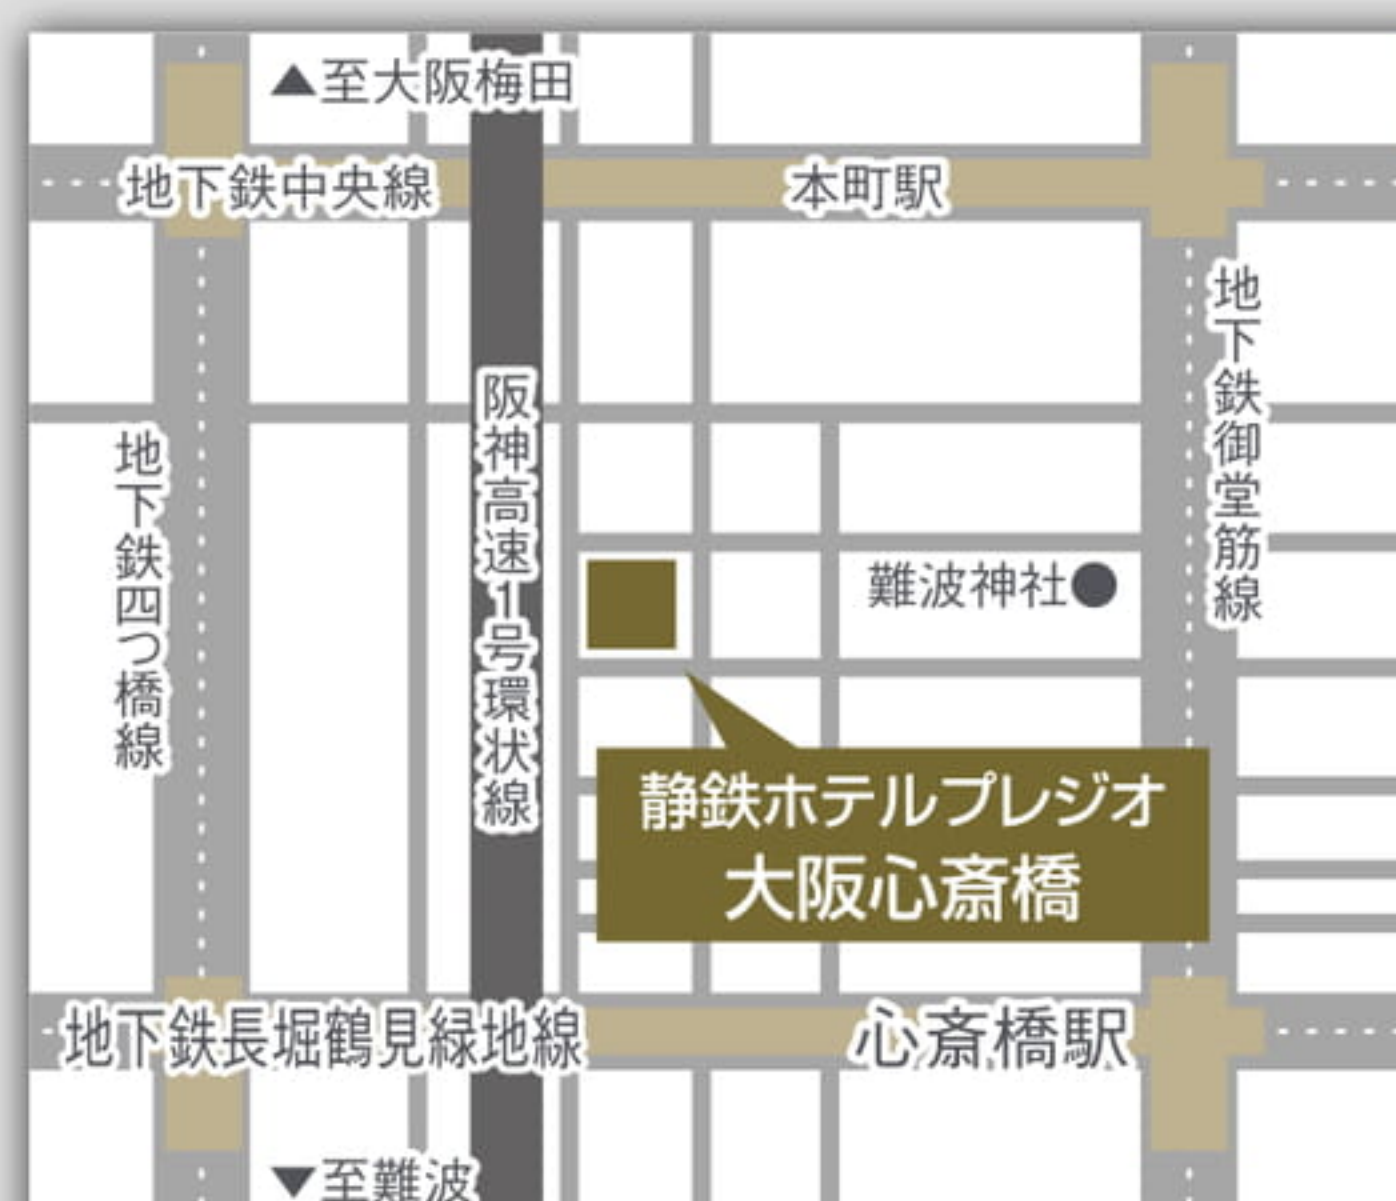 ▲至大阪梅田
地下鉄中央線
本町駅
地下鉄御堂筋線
阪神高速1号環状線
地下鉄四つ橋線
難波神社●
静鉄ホテルプレジオ
大阪心斎橋
地下鉄長堀鶴見緑地線
心斎橋駅
▼至難波